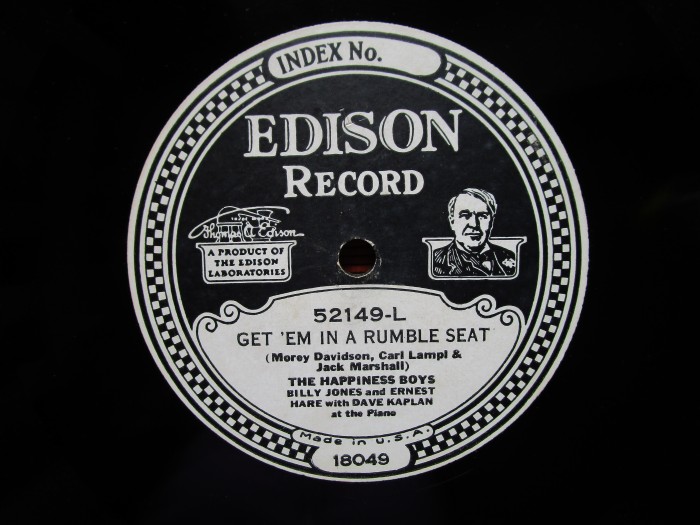 INDEX No.
EDISON
RECORD
TRADE MARK
Thomas A Edison
A PRODUCT OF
THE EDISON
LABORATORIES
52149-L
GET 'EM IN A RUMBLE SEAT
(Morey Davidson, Carl Lampl &
Jack Marshall)
THE HAPPINESS BOYS
BILLY JONES and ERNEST
HARE with DAVE KAPLAN
at the Piano
Made in U.S.A.
18049